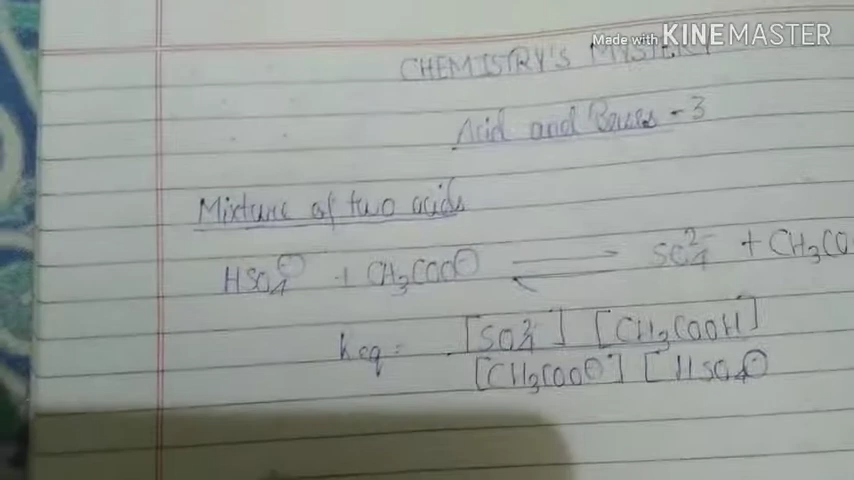 Made with KINEMASTER
CHEMISTRY'S MYSTERY
Acid and Bases - 3
Mixture of two acids
HSO₄⊖ + CH₃COO⊖ ⇌ SO₄²⁻ + CH₃CO
keq = [SO₄²⁻] [CH₃COOH]
[CH₃COO⊖] [HSO₄⊖